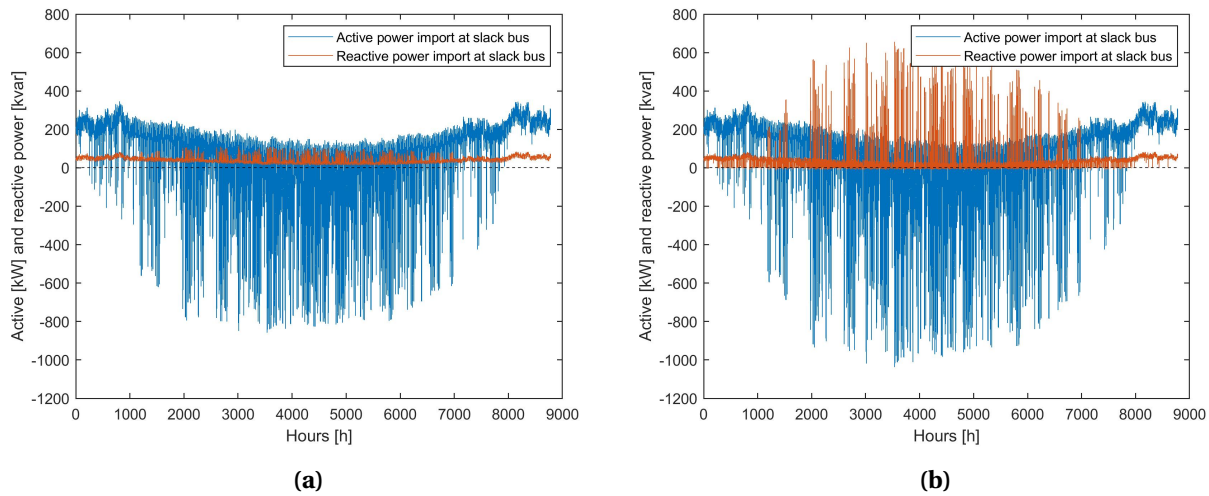 800
600
400
200
0
-200
-400
-600
-800
-1000
-1200
0 1000 2000 3000 4000 5000 6000 7000 8000 9000
Active [kW] and reactive power [kvar]
Hours [h]
Active power import at slack bus
Reactive power import at slack bus
(a)
800
600
400
200
0
-200
-400
-600
-800
-1000
-1200
0 1000 2000 3000 4000 5000 6000 7000 8000 9000
Active [kW] and reactive power [kvar]
Hours [h]
Active power import at slack bus
Reactive power import at slack bus
(b)